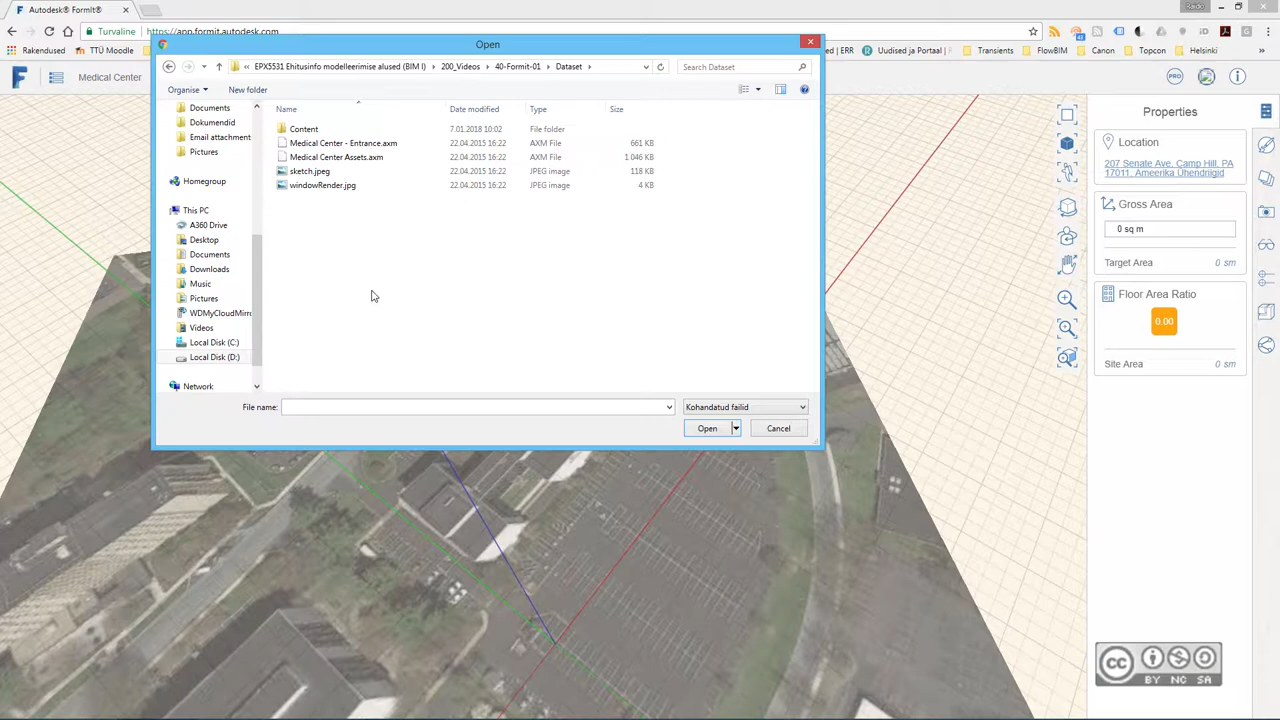 Autodesk® FormIt®
Rando
Turvaline
https://app.formit.autodesk.com
Rakendused
TTÜ Moodle
ERR
Uudised ja Portaal
Transients
FlowBIM
Canon
Topcon
Helsinki
Medical Center
PRO
Open
EPX5531 Ehitusinfo modelleerimise alused (BIM I)
200_Videos
40-Formit-01
Dataset
Search Dataset
Organise
New folder
Documents
Dokumendid
Email attachment
Pictures
Homegroup
This PC
A360 Drive
Desktop
Documents
Downloads
Music
Pictures
WDMyCloudMirro
Videos
Local Disk (C:)
Local Disk (D:)
Network
Name Date modified Type Size
Content 7.01.2018 10:02 File folder
Medical Center - Entrance.axm 22.04.2015 16:22 AXM File 661 KB
Medical Center Assets.axm 22.04.2015 16:22 AXM File 1 046 KB
sketch.jpeg 22.04.2015 16:22 JPEG image 118 KB
windowRender.jpg 22.04.2015 16:22 JPEG image 4 KB
File name:
Kohandatud failid
Open
Cancel
Properties
Location
207 Senate Ave, Camp Hill, PA
17011, Ameerika Ühendriigid
Gross Area
0 sq m
Target Area 0 sm
Floor Area Ratio
0.00
Site Area 0 sm
CC
BY NC SA